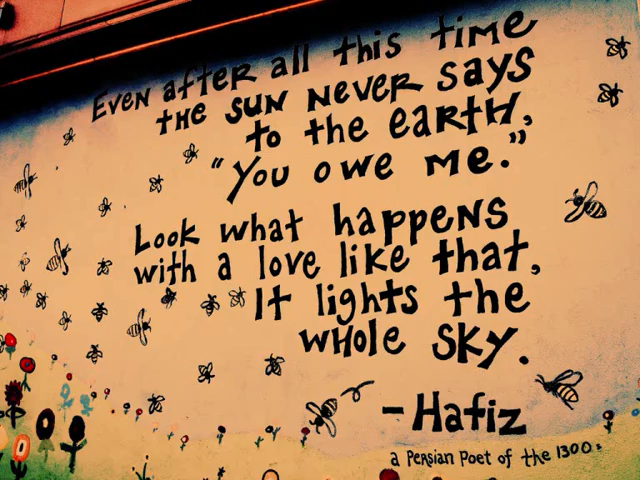 Even after all this time
the sun never says
to the earth,
"You owe me."
Look what happens
with a love like that,
It lights the
whole sky.
-Hafiz
a Persian Poet of the 1300s